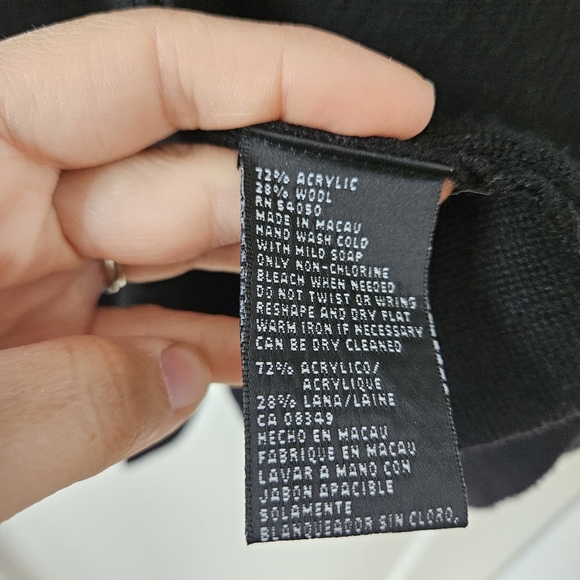 72% ACRYLIC
28% WOOL
RN 54050
MADE IN MACAU
HAND WASH COLD
WITH MILD SOAP
ONLY NON-CHLORINE
BLEACH WHEN NEEDED
DO NOT TWIST OR WRING
RESHAPE AND DRY FLAT
WARM IRON IF NECESSARY
CAN BE DRY CLEANED
72% ACRYLICO/
ACRYLIQUE
28% LANA/LAINE
CA 08349
HECHO EN MACAU
FABRIQUE EN MACAU
LAVAR A MANO CON
JABON APACIBLE
SOLAMENTE
BLANQUEADOR SIN CLORO,